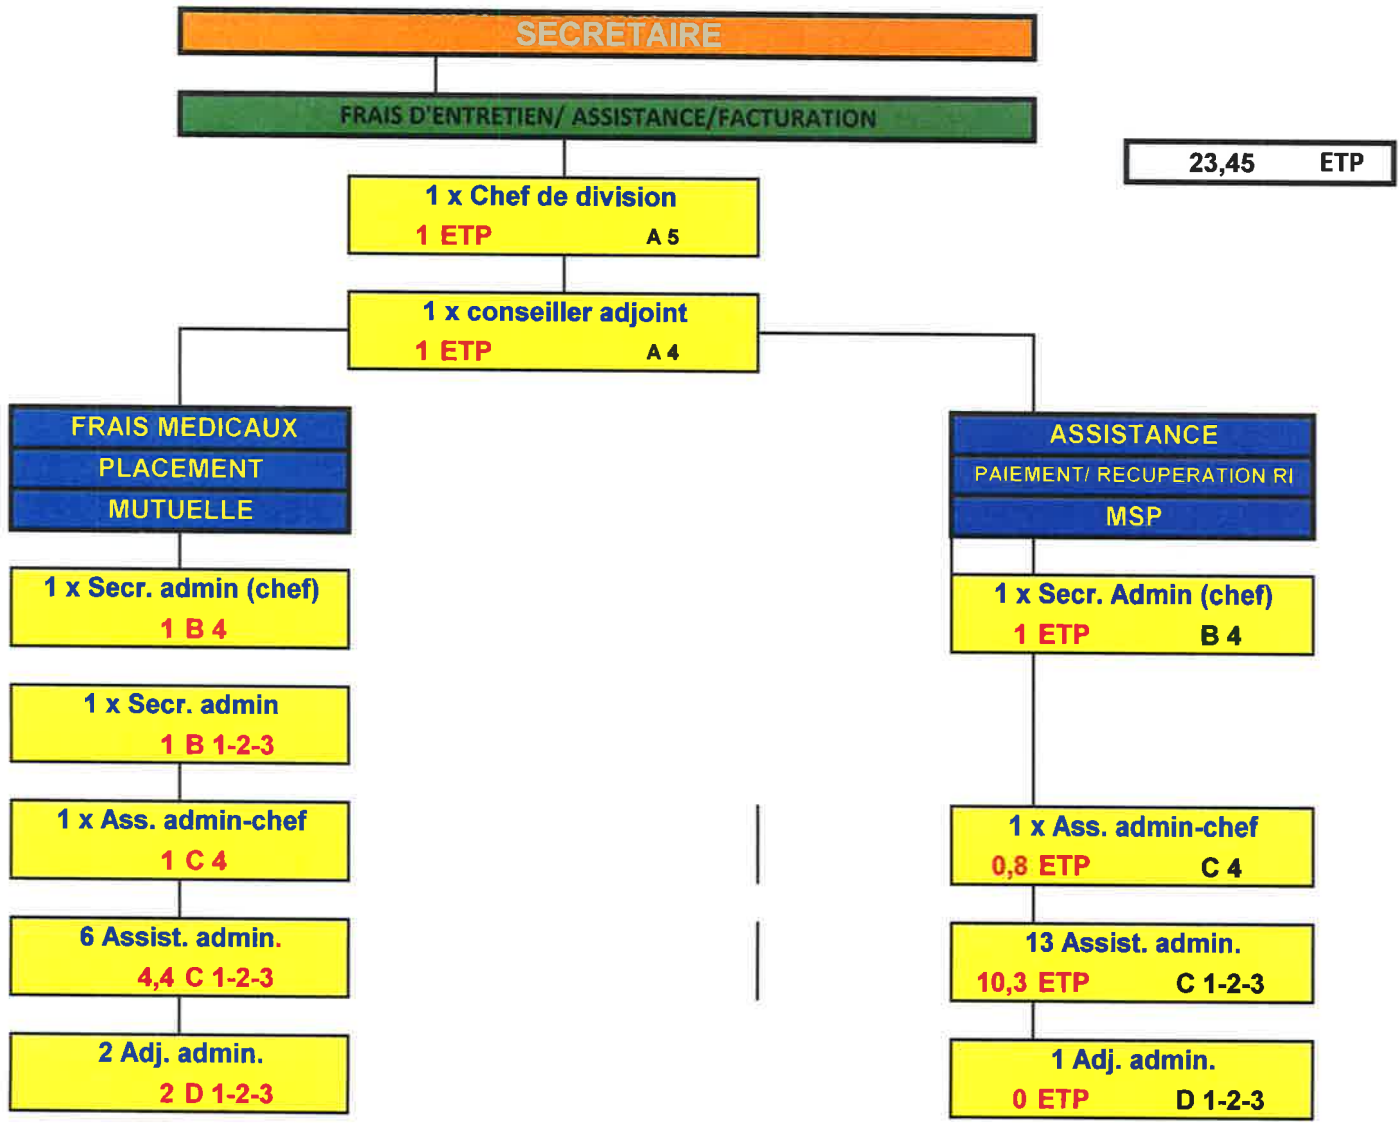 SECRETAIRE
FRAIS D'ENTRETIEN/ ASSISTANCE/FACTURATION
23,45 ETP
1 x Chef de division
1 ETP A 5
1 x conseiller adjoint
1 ETP A 4
FRAIS MEDICAUX
PLACEMENT
MUTUELLE
1 x Secr. admin (chef)
1 B 4
1 x Secr. admin
1 B 1-2-3
1 x Ass. admin-chef
1 C 4
6 Assist. admin.
4,4 C 1-2-3
2 Adj. admin.
2 D 1-2-3
ASSISTANCE
PAIEMENT/ RECUPERATION RI
MSP
1 x Secr. Admin (chef)
1 ETP B 4
1 x Ass. admin-chef
0,8 ETP C 4
13 Assist. admin.
10,3 ETP C 1-2-3
1 Adj. admin.
0 ETP D 1-2-3